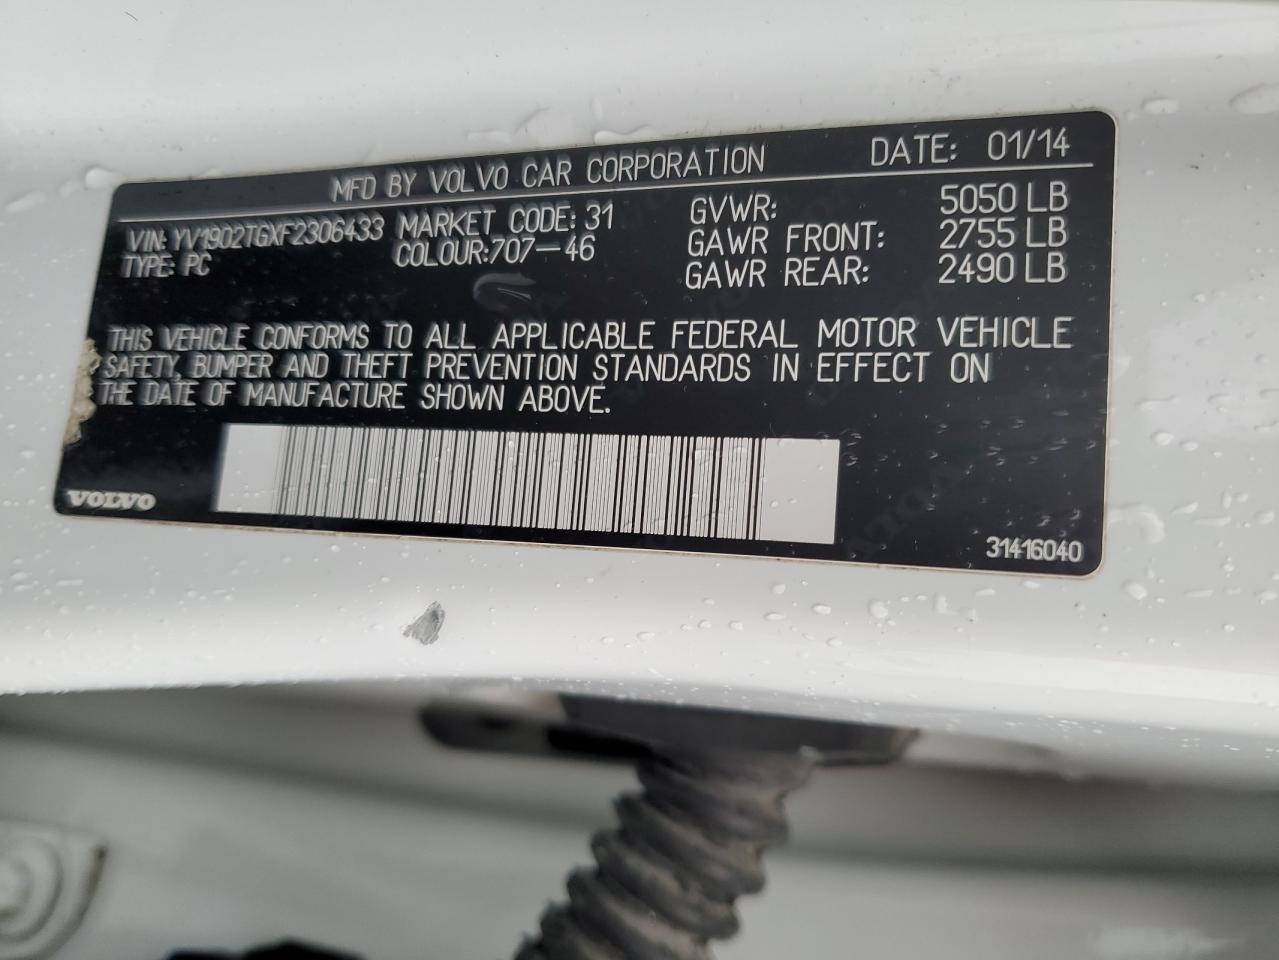 MFD BY VOLVO CAR CORPORATION DATE: 01/14
VIN: YV1902TGXF2306433 MARKET CODE: 31 GVWR: 5050 LB
TYPE: PC COLOUR:707-46 GAWR FRONT: 2755 LB
GAWR REAR: 2490 LB
THIS VEHICLE CONFORMS TO ALL APPLICABLE FEDERAL MOTOR VEHICLE
SAFETY, BUMPER AND THEFT PREVENTION STANDARDS IN EFFECT ON
THE DATE OF MANUFACTURE SHOWN ABOVE.
VOLVO
31416040